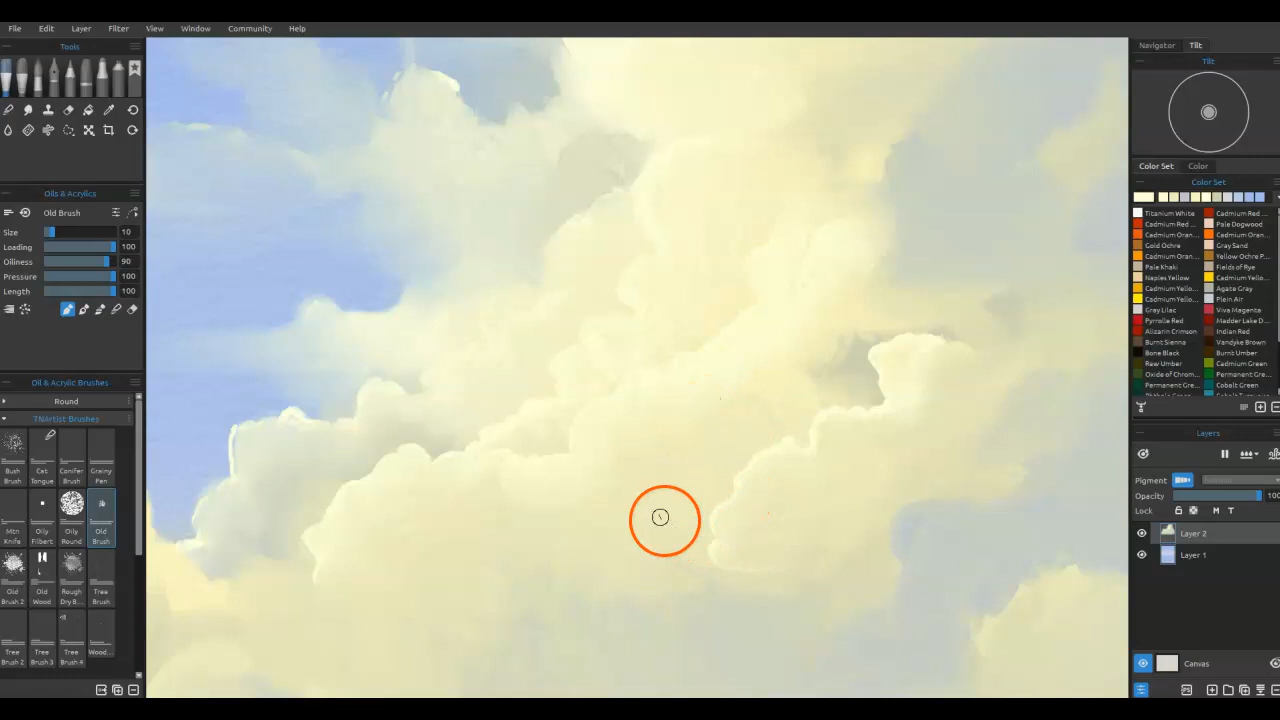 File Edit Layer Filter View Window Community Help
Tools
Oils & Acrylics
Old Brush
Size 10
Loading 100
Oiliness 90
Pressure 100
Length 100
Oil & Acrylic Brushes
Round
TNArtist Brushes
Bush Brush
Cat Tongue
Conifer Brush
Grainy Pen
Mtn Knife
Oily Filbert
Oily Round
Old Brush
Old Brush 2
Old Wood
Rough Dry B...
Tree Brush
Tree Brush 2
Tree Brush 3
Tree Brush 4
Wood...
Navigator Tilt
Tilt
Color Set Color
Color Set
Titanium White Cadmium Red ...
Cadmium Red ... Pale Dogwood
Cadmium Oran... Cadmium Oran...
Gold Ochre Gray Sand
Cadmium Oran... Yellow Ochre P...
Pale Khaki Fields of Rye
Naples Yellow Cadmium Yello...
Cadmium Yello... Agate Gray
Cadmium Yello... Plein Air
Gray Lilac Viva Magenta
Pyrrolle Red Madder Lake D...
Alizarin Crimson Indian Red
Burnt Sienna Vandyke Brown
Bone Black Burnt Umber
Raw Umber Cadmium Green
Oxide of Chrom... Permanent Gre...
Permanent Gre... Cobalt Green
Layers
Pigment
Opacity 100
Lock M T
Layer 2
Layer 1
Canvas
PS